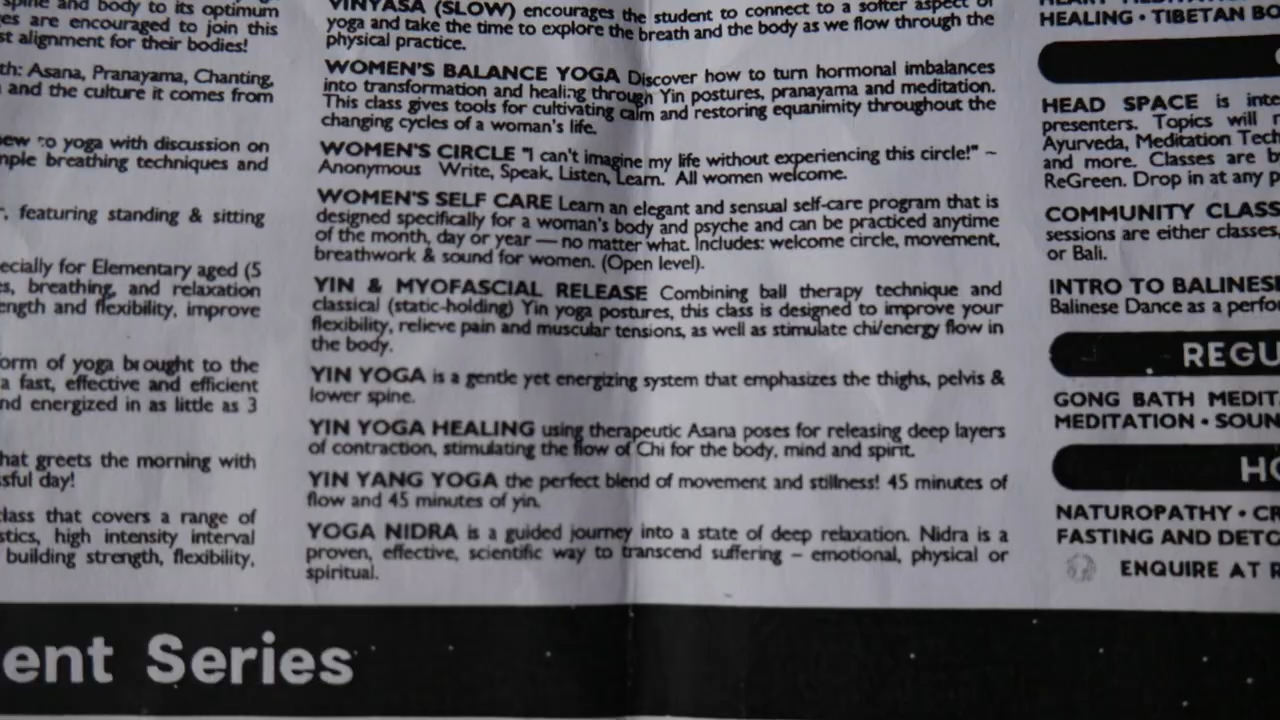 spine and body to its optimum
es are encouraged to join this
st alignment for their bodies!
th: Asana, Pranayama, Chanting,
and the culture it comes from
new to yoga with discussion on
mple breathing techniques and
r, featuring standing & sitting
ecially for Elementary aged (5
s, breathing, and relaxation
ength and flexibility, improve
orm of yoga brought to the
a fast, effective and efficient
nd energized in as little as 3
hat greets the morning with
sful day!
class that covers a range of
stics, high intensity interval
building strength, flexibility,
VINYASA (SLOW) encourages the student to connect to a softer aspect of
yoga and take the time to explore the breath and the body as we flow through the
physical practice.
WOMEN'S BALANCE YOGA Discover how to turn hormonal imbalances
into transformation and healing through Yin postures, pranayama and meditation.
This class gives tools for cultivating calm and restoring equanimity throughout the
changing cycles of a woman's life.
WOMEN'S CIRCLE "I can't imagine my life without experiencing this circle!" ~
Anonymous Write, Speak, Listen, Learn. All women welcome.
WOMEN'S SELF CARE Learn an elegant and sensual self-care program that is
designed specifically for a woman's body and psyche and can be practiced anytime
of the month, day or year — no matter what. Includes: welcome circle, movement,
breathwork & sound for women. (Open level).
YIN & MYOFASCIAL RELEASE Combining ball therapy technique and
classical (static-holding) Yin yoga postures, this class is designed to improve your
flexibility, relieve pain and muscular tensions, as well as stimulate chi/energy flow in
the body.
YIN YOGA is a gentle yet energizing system that emphasizes the thighs, pelvis &
lower spine.
YIN YOGA HEALING using therapeutic Asana poses for releasing deep layers
of contraction, stimulating the flow of Chi for the body, mind and spirit.
YIN YANG YOGA the perfect blend of movement and stillness! 45 minutes of
flow and 45 minutes of yin.
YOGA NIDRA is a guided journey into a state of deep relaxation. Nidra is a
proven, effective, scientific way to transcend suffering – emotional, physical or
spiritual.
HEALING • TIBETAN BO
HEAD SPACE is inte
presenters. Topics will
Ayurveda, Meditation Tech
and more. Classes are b
ReGreen. Drop in at any p
COMMUNITY CLASS
sessions are either classes,
or Bali.
INTRO TO BALINES
Balinese Dance as a perfo
REGU
GONG BATH MEDIT
MEDITATION • SOUN
HO
NATUROPATHY • CR
FASTING AND DETO
ENQUIRE AT R
ent Series